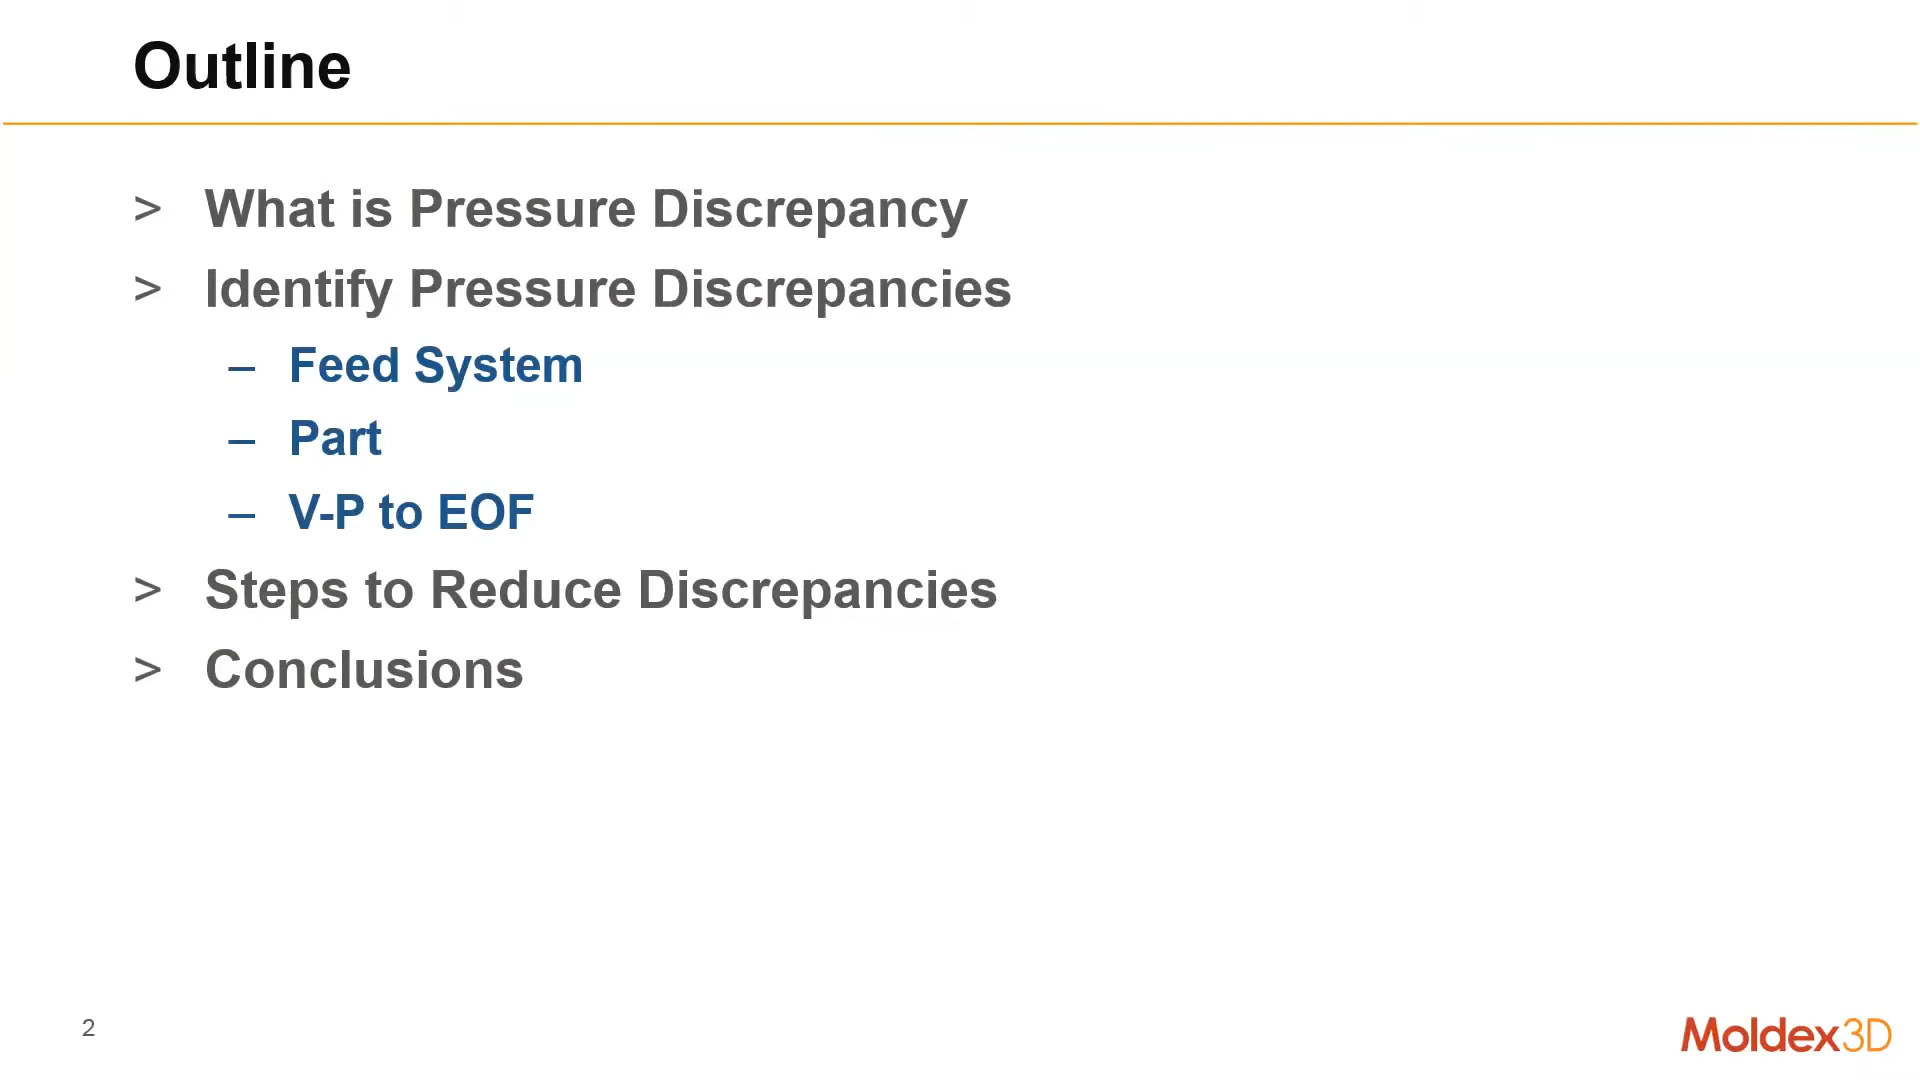 Outline
> What is Pressure Discrepancy
> Identify Pressure Discrepancies
– Feed System
– Part
– V-P to EOF
> Steps to Reduce Discrepancies
> Conclusions
2
Moldex3D